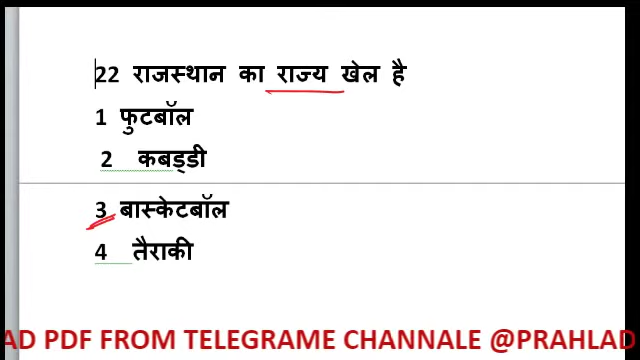 22 राजस्थान का राज्य खेल है
1 फुटबॉल
2 कबड्डी
3 बास्केटबॉल
4 तैराकी
AD PDF FROM TELEGRAME CHANNALE @PRAHLAD